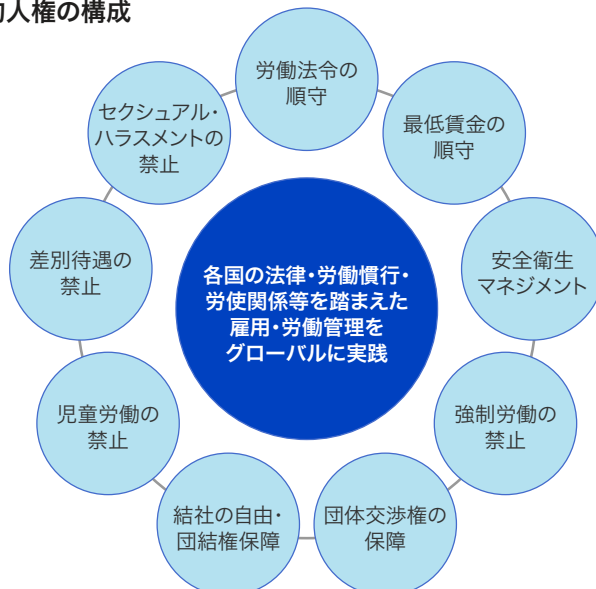 的人権の構成
労働法令の
順守
最低賃金の
順守
安全衛生
マネジメント
強制労働の
禁止
団体交渉権の
保障
結社の自由・
団結権保障
児童労働の
禁止
差別待遇の
禁止
セクシュアル・
ハラスメントの
禁止
各国の法律・労働慣行・
労使関係等を踏まえた
雇用・労働管理を
グローバルに実践